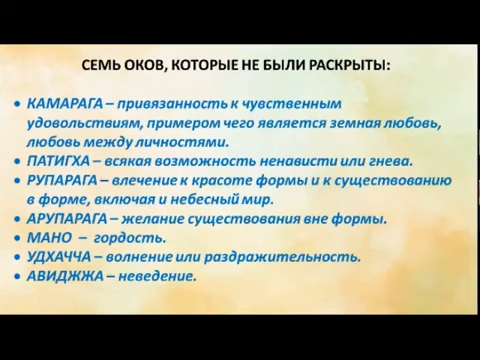 СЕМЬ ОКОВ, КОТОРЫЕ НЕ БЫЛИ РАСКРЫТЫ:
• КАМАРАГА – привязанность к чувственным
удовольствиям, примером чего является земная любовь,
любовь между личностями.
• ПАТИГХА – всякая возможность ненависти или гнева.
• РУПАРАГА – влечение к красоте формы и к существованию
в форме, включая и небесный мир.
• АРУПАРАГА – желание существования вне формы.
• МАНО – гордость.
• УДХАЧЧА – волнение или раздражительность.
• АВИДЖЖА – неведение.